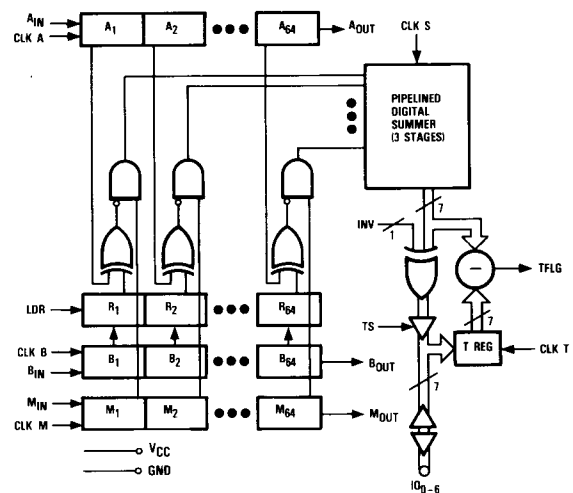 A_IN
CLK A
A_1 A_2 A_64
A_OUT
CLK S
PIPELINED
DIGITAL
SUMMER
(3 STAGES)
7
INV
1
TFLG
LDR
R_1 R_2 R_64
TS
7
T REG
CLK T
CLK B
B_IN
B_1 B_2 B_64
B_OUT
7
M_IN
CLK M
M_1 M_2 M_64
M_OUT
V_CC
GND
IO_0-6